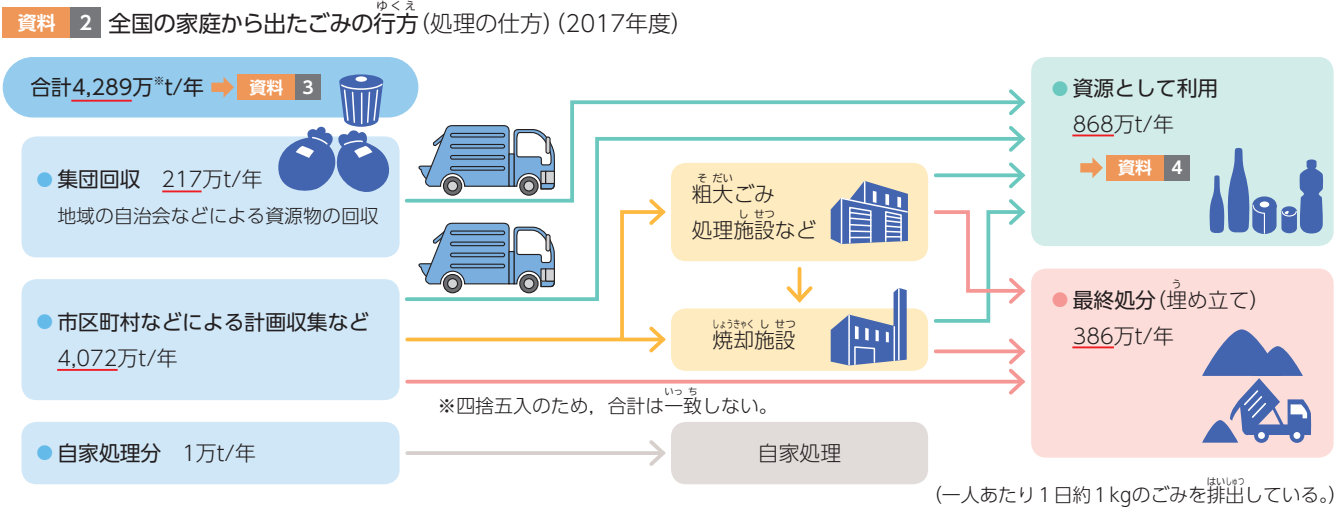 資料 2 全国の家庭から出たごみの行方(処理の仕方)(2017年度)
ゆくえ
合計4,289万※t/年 資料 3
集団回収 217万t/年
地域の自治会などによる資源物の回収
市区町村などによる計画収集など
4,072万t/年
自家処理分 1万t/年
そだい
粗大ごみ
しせつ
処理施設など
しょうきゃくしせつ
焼却施設
いっち
※四捨五入のため，合計は一致しない。
自家処理
資源として利用
868万t/年
資料 4
う
最終処分(埋め立て)
386万t/年
はいしゅつ
(一人あたり1日約1kgのごみを排出している。)